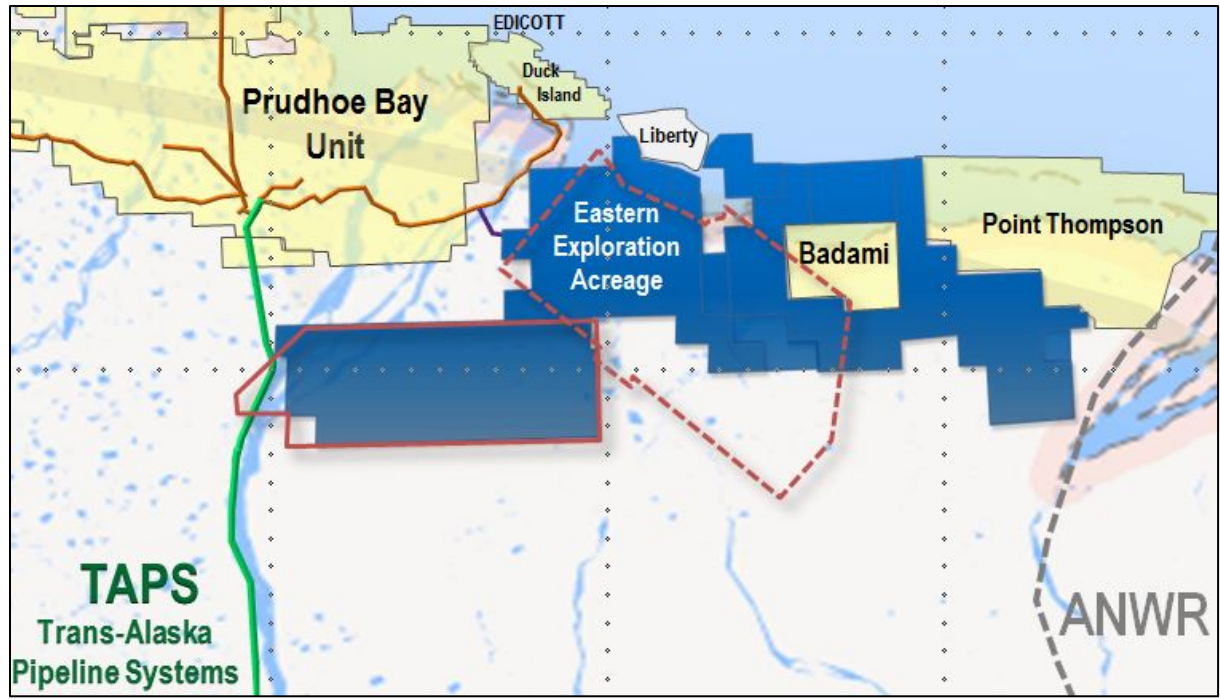 EDICOTT
Duck
Island
Prudhoe Bay
Unit
Liberty
Eastern
Exploration
Acreage
Badami
Point Thompson
TAPS
Trans-Alaska
Pipeline Systems
ANWR